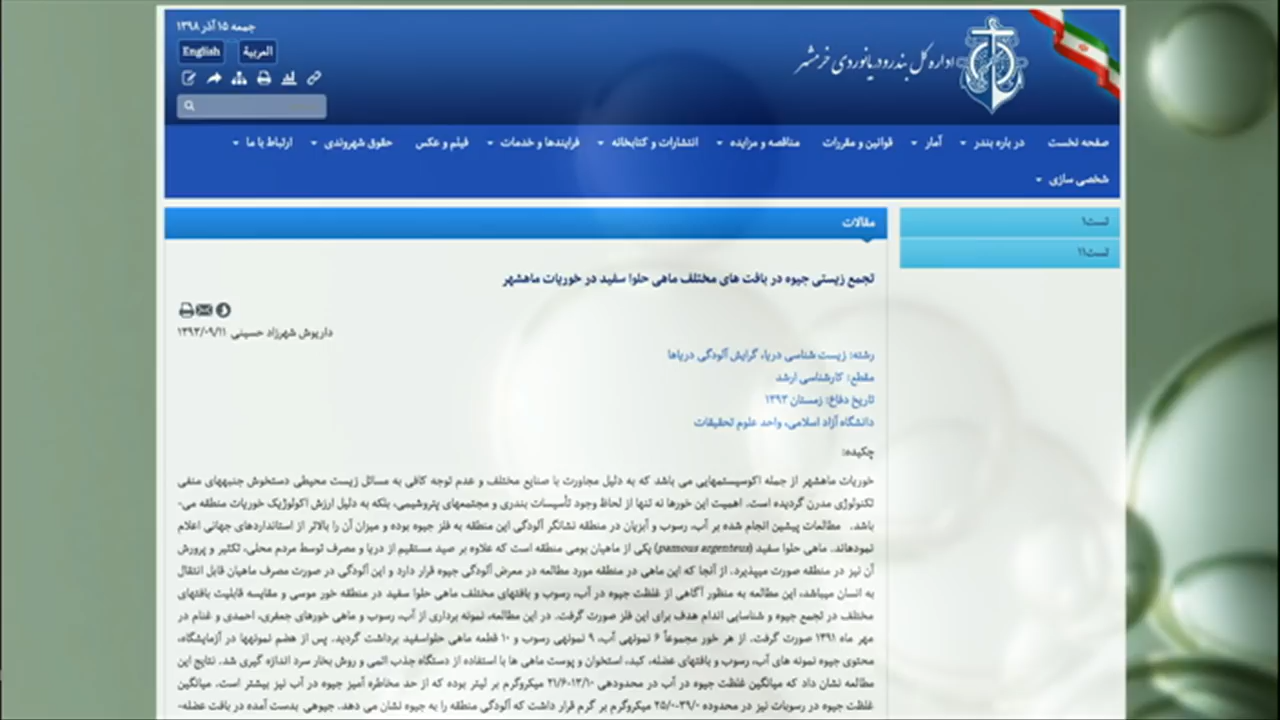 جمعه ۱۵ آذر ۱۳۹۸
العربية English
اداره کل بندر و دریانوردی خرمشهر
صفحه نخست در باره بندر آمار قوانین و مقررات مناقصه و مزایده انتشارات و کتابخانه فرایندها و خدمات فیلم و عکس حقوق شهروندی ارتباط با ما
شخصی سازی
مقالات
تست۱
تست۱۱
تجمع زیستی جیوه در بافت های مختلف ماهی حلوا سفید در خوریات ماهشهر
داریوش شهرزاد حسینی ۱۳۹۳/۰۹/۱۱
رشته: زیست شناسی دریا، گرایش آلودگی دریاها
مقطع: کارشناسی ارشد
تاریخ دفاع: زمستان ۱۳۹۳
دانشگاه آزاد اسلامی، واحد علوم تحقیقات
چکیده:
خوریات ماهشهر از جمله اکوسیستمهایی می باشد که به دلیل مجاورت با صنایع مختلف و عدم توجه کافی به مسائل زیست محیطی دستخوش جنبههای منفی
تکنولوژی مدرن گردیده است. اهمیت این خورها نه تنها از لحاظ وجود تأسیسات بندری و مجتمعهای پتروشیمی، بلکه به دلیل ارزش اکولوژیک خوریات منطقه می-
باشد. مطالعات پیشین انجام شده بر آب، رسوب و آبزیان در منطقه نشانگر آلودگی این منطقه به فلز جیوه بوده و میزان آن را بالاتر از استانداردهای جهانی اعلام
نمودهاند. ماهی حلوا سفید (pamous argenteus) یکی از ماهیان بومی منطقه است که علاوه بر صید مستقیم از دریا و مصرف توسط مردم محلی، تکثیر و پرورش
آن نیز در منطقه صورت میپذیرد. از آنجا که این ماهی در منطقه مورد مطالعه در معرض آلودگی جیوه قرار دارد و این آلودگی در صورت مصرف ماهیان قابل انتقال
به انسان میباشد، این مطالعه به منظور آگاهی از غلظت جیوه در آب، رسوب و بافتهای مختلف ماهی حلوا سفید در منطقه خور موسی و مقایسه قابلیت بافتهای
مختلف در تجمع جیوه و شناسایی اندام هدف برای این فلز صورت گرفت. در این مطالعه، نمونه برداری از آب، رسوب و ماهی خورهای جعفری، احمدی و غنام در
مهر ماه ۱۳۹۱ صورت گرفت. از هر خور مجموعاً ۶ نمونهی آب، ۹ نمونهی رسوب و ۱۰ قطعه ماهی حلواسفید برداشت گردید. پس از هضم نمونهها در آزمایشگاه،
محتوی جیوه نمونه های آب، رسوب و بافتهای عضله، کبد، استخوان و پوست ماهی ها با استفاده از دستگاه جذب اتمی و روش بخار سرد اندازه گیری شد. نتایج این
مطالعه نشان داد که میانگین غلظت جیوه در آب در محدودهی ۲۱/۶-۱۳/۱۰ میکروگرم بر لیتر بوده که از حد مخاطره آمیز جیوه در آب نیز بیشتر است. میانگین
غلظت جیوه در رسوبات نیز در محدوده ۲۵/۰-۳۹/۰ میکروگرم بر گرم قرار داشت که آلودگی منطقه را به جیوه نشان می دهد. جیوهی بدست آمده در بافت عضله-